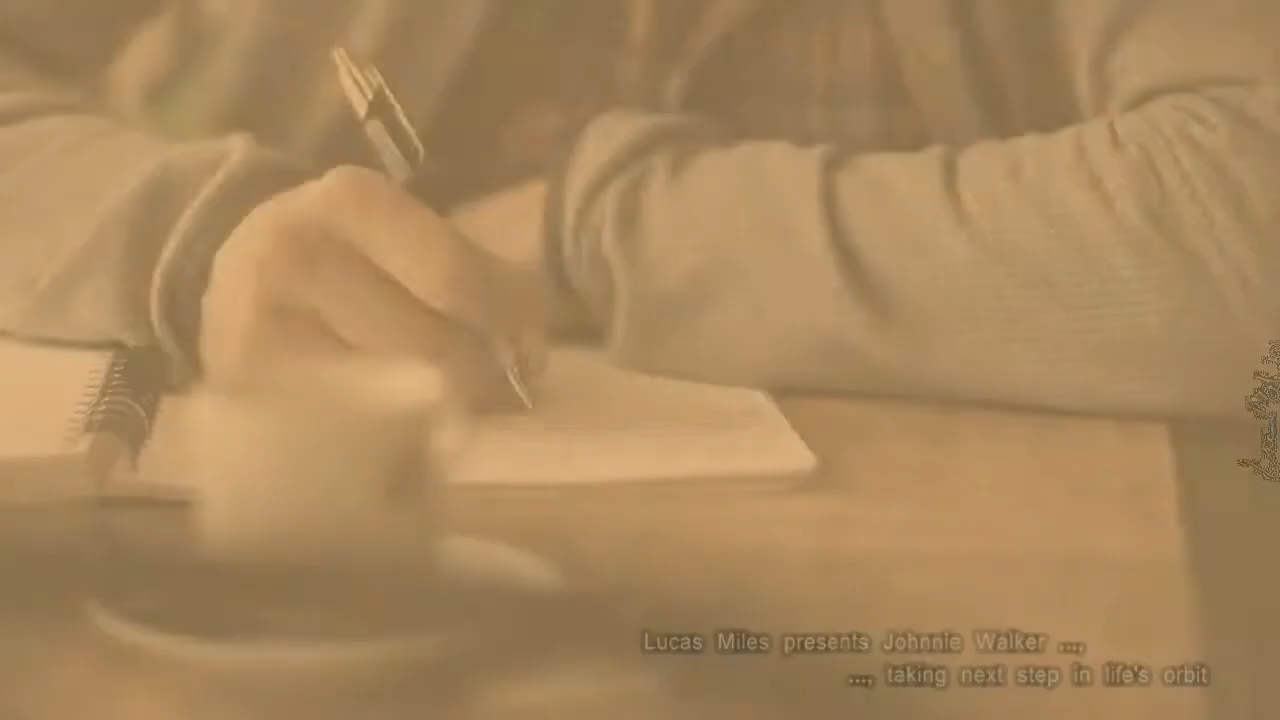 Lucas Miles presents Johnnie Walker ...,
..., taking next step in life's orbit